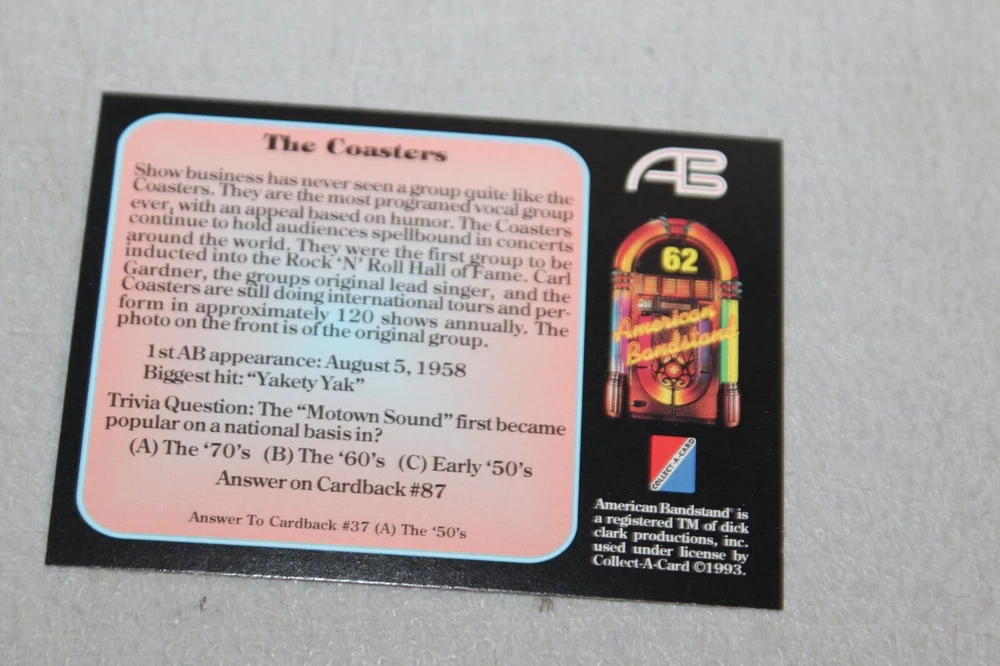 The Coasters
Show business has never seen a group quite like the
Coasters. They are the most programed vocal group
ever, with an appeal based on humor. The Coasters
continue to hold audiences spellbound in concerts
around the world. They were the first group to be
inducted into the Rock ‘N’ Roll Hall of Fame. Carl
Gardner, the groups original lead singer, and the
Coasters are still doing international tours and per-
form in approximately 120 shows annually. The
photo on the front is of the original group.
1st AB appearance: August 5, 1958
Biggest hit: “Yakety Yak”
Trivia Question: The “Motown Sound” first became
popular on a national basis in?
(A) The ‘70’s (B) The ‘60’s (C) Early ‘50’s
Answer on Cardback #87
Answer To Cardback #37 (A) The ‘50’s
AB
62
American
Bandstand
COLLECT-A-CARD
American Bandstand® is
a registered TM of dick
clark productions, inc.
used under license by
Collect-A-Card ©1993.